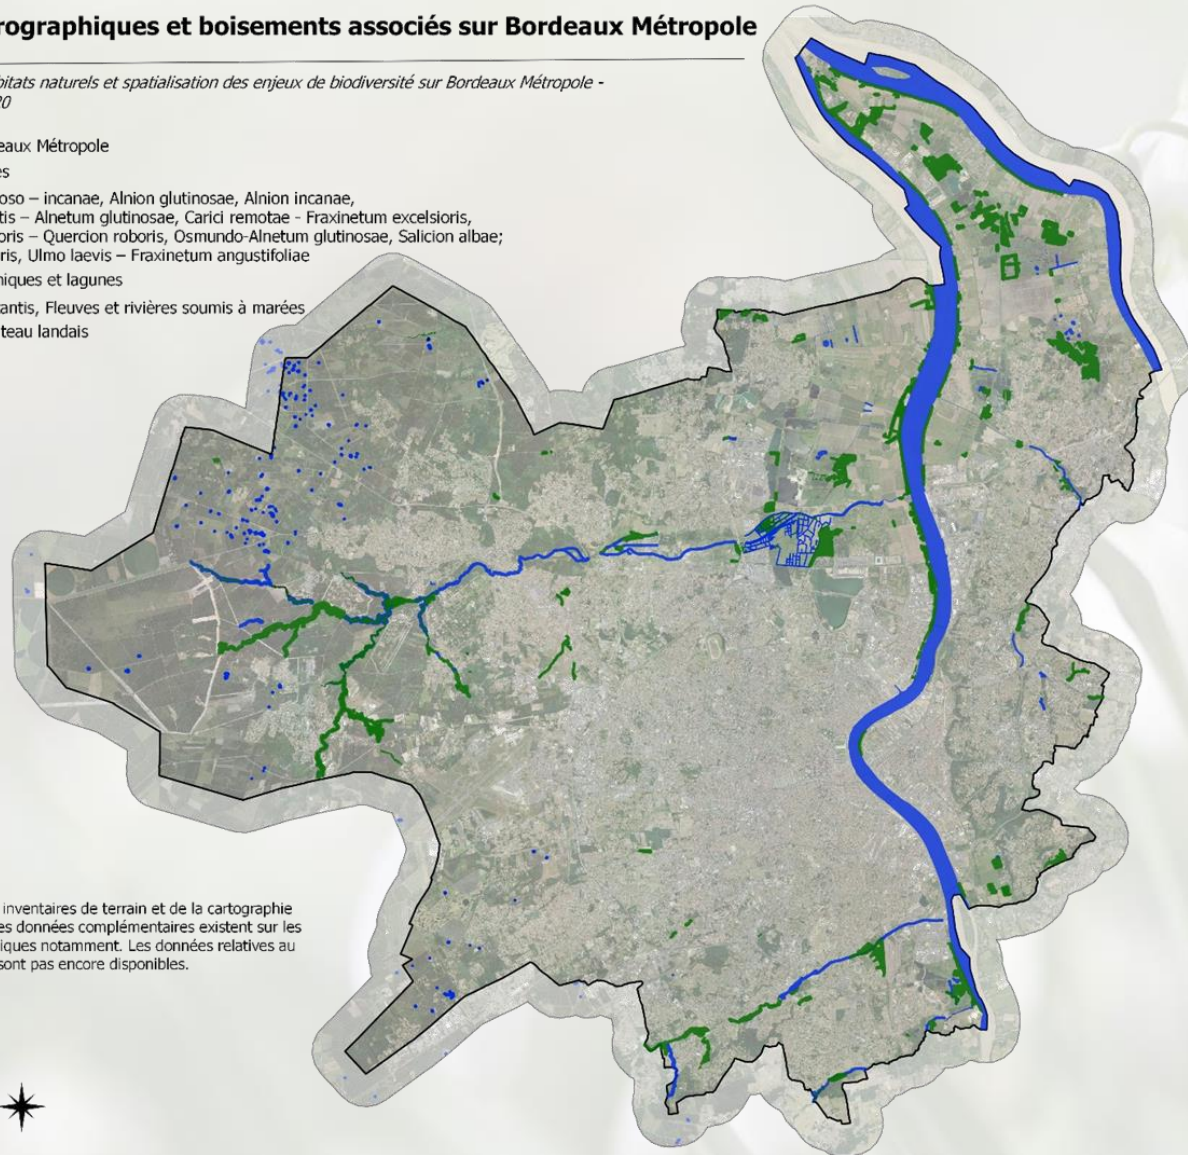 rographiques et boisements associés sur Bordeaux Métropole
bitats naturels et spatialisation des enjeux de biodiversité sur Bordeaux Métropole -
20
eaux Métropole
es
oso – incanae, Alnion glutinosae, Alnion incanae,
tis – Alnetum glutinosae, Carici remotae - Fraxinetum excelsioris,
oris – Quercion roboris, Osmundo-Alnetum glutinosae, Salicion albae;
ris, Ulmo laevis – Fraxinetum angustifoliae
niques et lagunes
antis, Fleuves et rivières soumis à marées
teau landais
inventaires de terrain et de la cartographie
es données complémentaires existent sur les
iques notamment. Les données relatives au
sont pas encore disponibles.